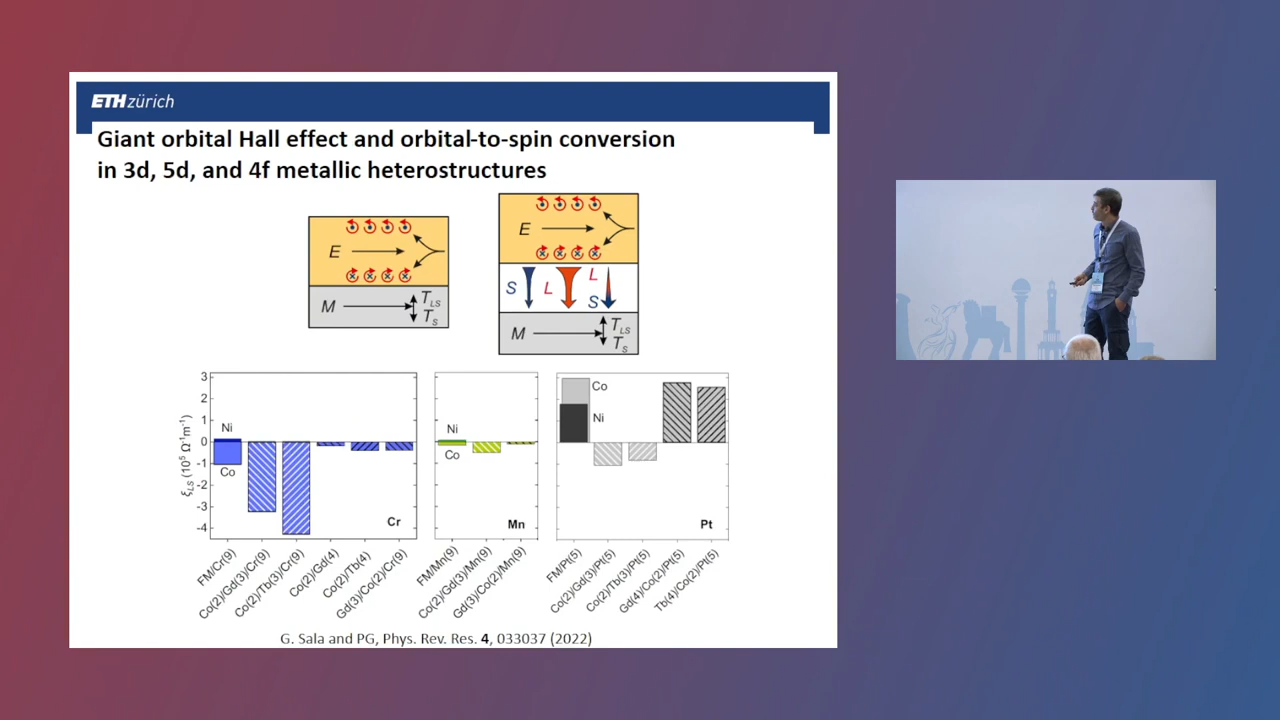 ETH zürich
Giant orbital Hall effect and orbital-to-spin conversion
in 3d, 5d, and 4f metallic heterostructures
E
M
T_LS
T_S
E
S L L
S
M
T_LS
T_S
ξ_LS (10⁵ Ω⁻¹m⁻¹)
3
2
1
0
-1
-2
-3
-4
Ni
Co
Cr
FM/Cr(9)
Co(2)/Gd(3)/Cr(9)
Co(2)/Tb(3)/Cr(9)
Co(2)/Gd(4)
Co(2)/Tb(4)
Gd(3)/Co(2)/Cr(9)
Ni
Co
Mn
FM/Mn(9)
Co(2)/Gd(3)/Mn(9)
Gd(3)/Co(2)/Mn(9)
Co
Ni
Pt
FM/Pt(5)
Co(2)/Gd(3)/Pt(5)
Co(2)/Tb(3)/Pt(5)
Gd(4)/Co(2)/Pt(5)
Tb(4)/Co(2)/Pt(5)
G. Sala and PG, Phys. Rev. Res. 4, 033037 (2022)